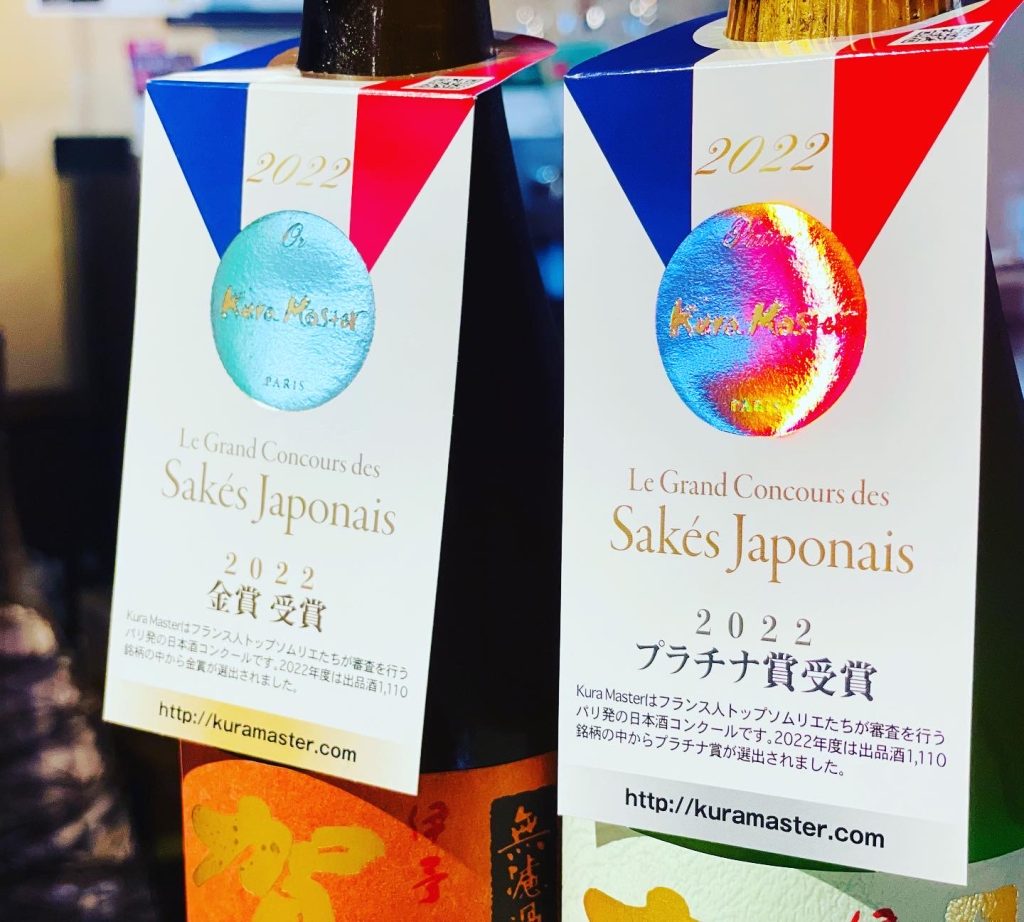 2022
Or
Kura Master
PARIS
Le Grand Concours des
Sakés Japonais
2022
金賞 受賞
Kura Masterはフランス人トップソムリエたちが審査を行う
パリ発の日本酒コンクールです。2022年度は出品酒1,110
銘柄の中から金賞が選出されました。
http://kuramaster.com
伊予
賀
無濾過
2022
Kura Master
PARIS
Le Grand Concours des
Sakés Japonais
2022
プラチナ賞受賞
Kura Masterはフランス人トップソムリエたちが審査を行う
パリ発の日本酒コンクールです。2022年度は出品酒1,110
銘柄の中からプラチナ賞が選出されました。
http://kuramaster.com